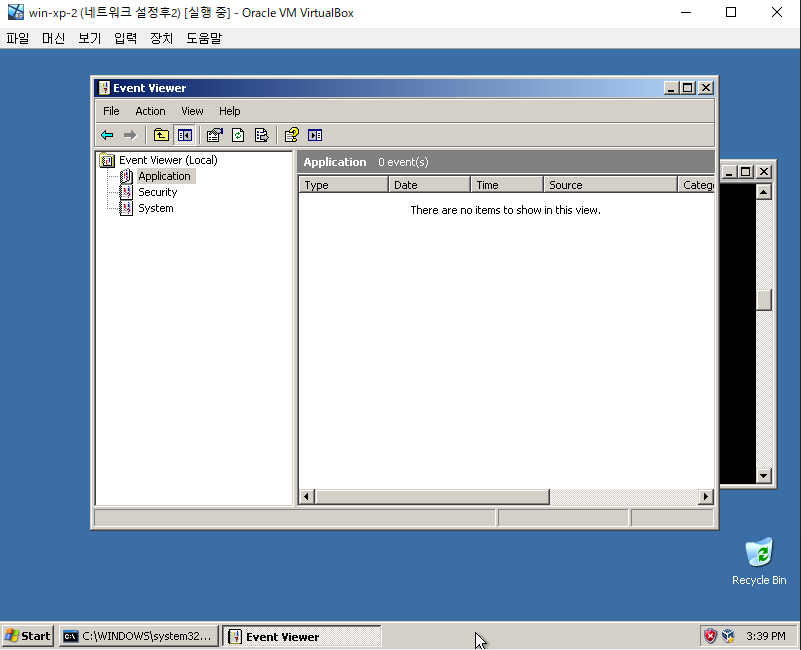 win-xp-2 (네트워크 설정후2) [실행 중] - Oracle VM VirtualBox
파일 머신 보기 입력 장치 도움말
Event Viewer
File Action View Help
Event Viewer (Local)
Application
Security
System
Application 0 event(s)
Type Date Time Source Catego
There are no items to show in this view.
Recycle Bin
Start C:\WINDOWS\system32... Event Viewer 3:39 PM